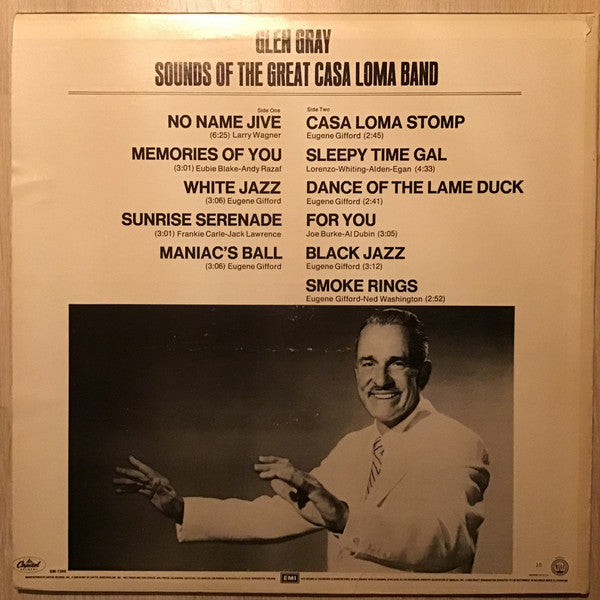 GLEN GRAY
SOUNDS OF THE GREAT CASA LOMA BAND
Side One
NO NAME JIVE
(6:25) Larry Wagner
MEMORIES OF YOU
(3:01) Eubie Blake-Andy Razaf
WHITE JAZZ
(3:06) Eugene Gifford
SUNRISE SERENADE
(3:01) Frankie Carle-Jack Lawrence
MANIAC'S BALL
(3:06) Eugene Gifford
Side Two
CASA LOMA STOMP
Eugene Gifford (2:45)
SLEEPY TIME GAL
Lorenzo-Whiting-Alden-Egan (4:33)
DANCE OF THE LAME DUCK
Eugene Gifford (2:41)
FOR YOU
Joe Burke-Al Dubin (3:05)
BLACK JAZZ
Eugene Gifford (3:12)
SMOKE RINGS
Eugene Gifford-Ned Washington (2:52)
Capitol
EMI
10